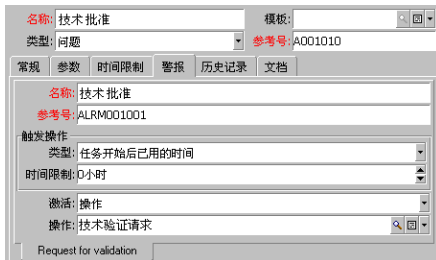 名称: 技术批准 模板:
类型: 问题 参考号: A001010
常规 参数 时间限制 警报 历史记录 文档
名称: 技术批准
参考号: ALRM001001
触发操作
类型: 任务开始后已用的时间
时间限制: 0小时
激活: 操作
操作: 技术验证请求
Request for validation